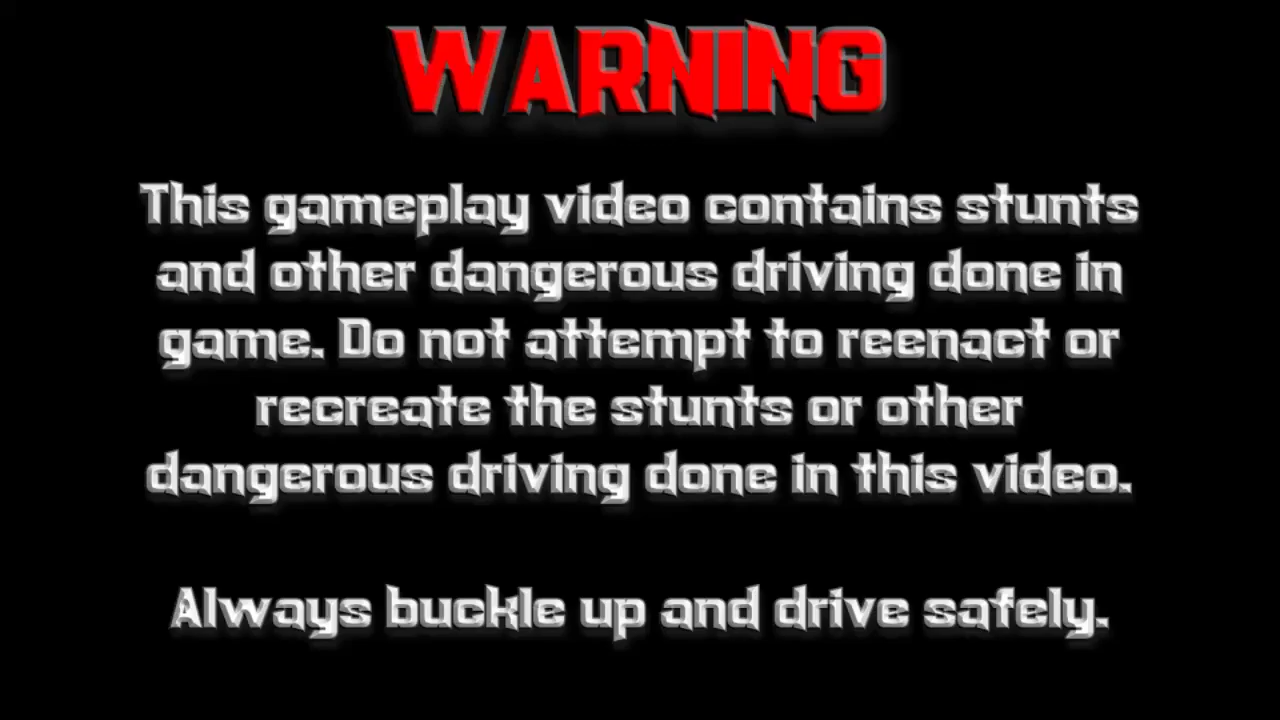 WARNING
This gameplay video contains stunts
and other dangerous driving done in
game. Do not attempt to reenact or
recreate the stunts or other
dangerous driving done in this video.
Always buckle up and drive safely.